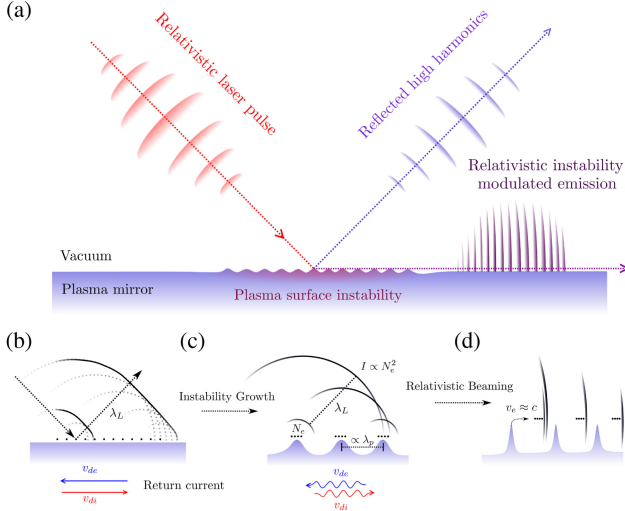 (a)
Relativistic laser pulse
Reflected high harmonics
Relativistic instability
modulated emission
Vacuum
Plasma mirror
Plasma surface instability
(b)
λ_L
v_de
v_di
Return current
Instability Growth
(c)
I ∝ N_e^2
λ_L
N_e
∝ λ_p
v_de
v_di
Relativistic Beaming
(d)
v_e ≈ c